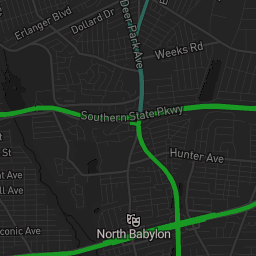 Erlanger Blvd
Dollard Dr
Deer Park Ave
E
Weeks Rd
Southern State Pkwy
St
Hunter Ave
nt Ave
ll Ave
North Babylon
conic Ave